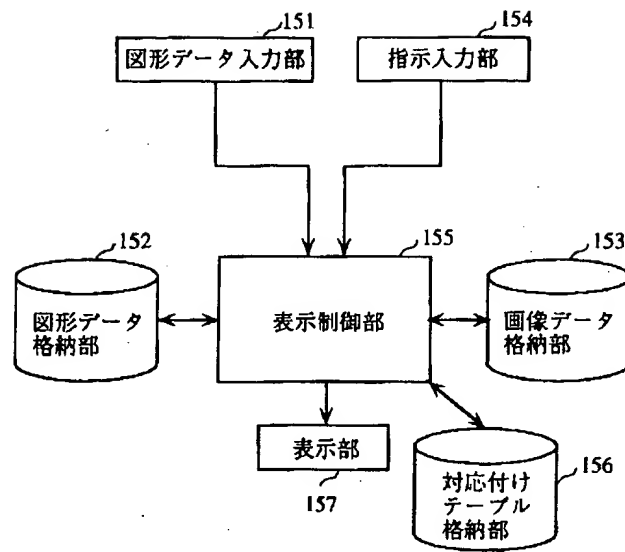 151
図形データ入力部
154
指示入力部
152
図形データ
格納部
155
表示制御部
153
画像データ
格納部
表示部
157
対応付け
テーブル
格納部
156